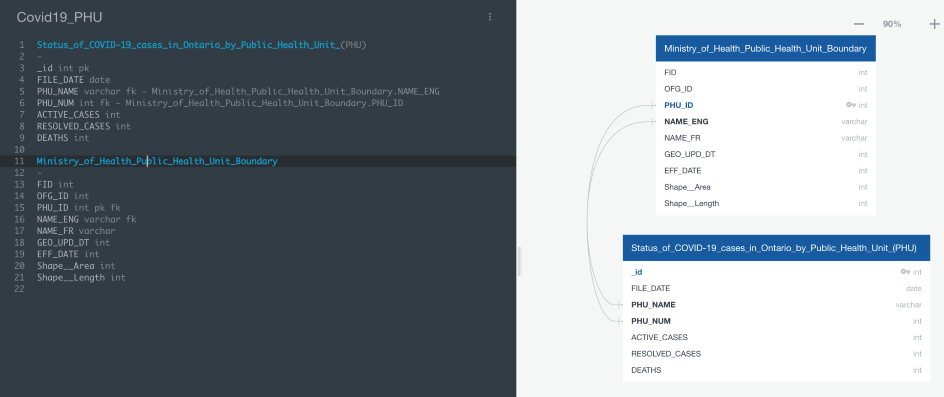 Covid19_PHU
1 Status_of_COVID-19_cases_in_Ontario_by_Public_Health_Unit_(PHU)
2 -
3 _id int pk
4 FILE_DATE date
5 PHU_NAME varchar fk - Ministry_of_Health_Public_Health_Unit_Boundary.NAME_ENG
6 PHU_NUM int fk - Ministry_of_Health_Public_Health_Unit_Boundary.PHU_ID
7 ACTIVE_CASES int
8 RESOLVED_CASES int
9 DEATHS int
10
11 Ministry_of_Health_Public_Health_Unit_Boundary
12 -
13 FID int
14 OFG_ID int
15 PHU_ID int pk fk
16 NAME_ENG varchar fk
17 NAME_FR varchar
18 GEO_UPD_DT int
19 EFF_DATE int
20 Shape__Area int
21 Shape__Length int
22
90%
Ministry_of_Health_Public_Health_Unit_Boundary
FID int
OFG_ID int
PHU_ID int
NAME_ENG varchar
NAME_FR varchar
GEO_UPD_DT int
EFF_DATE int
Shape__Area int
Shape__Length int
Status_of_COVID-19_cases_in_Ontario_by_Public_Health_Unit_(PHU)
_id int
FILE_DATE date
PHU_NAME varchar
PHU_NUM int
ACTIVE_CASES int
RESOLVED_CASES int
DEATHS int